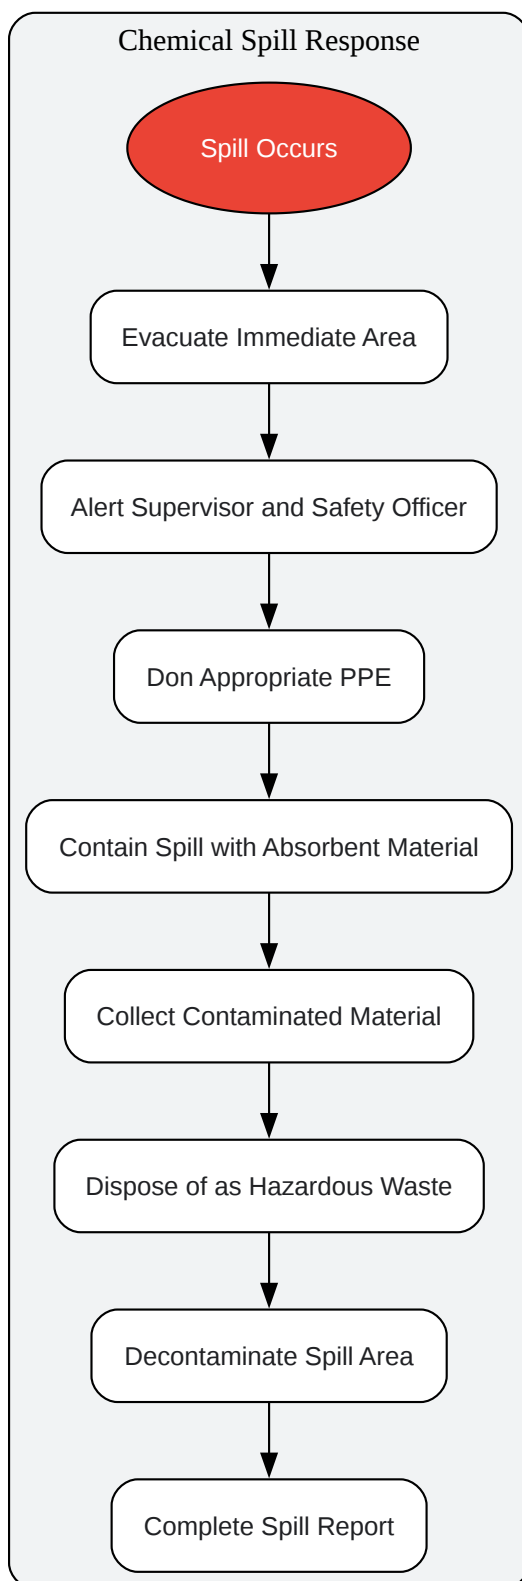 Chemical Spill Response
Spill Occurs
Evacuate Immediate Area
Alert Supervisor and Safety Officer
Don Appropriate PPE
Contain Spill with Absorbent Material
Collect Contaminated Material
Dispose of as Hazardous Waste
Decontaminate Spill Area
Complete Spill Report